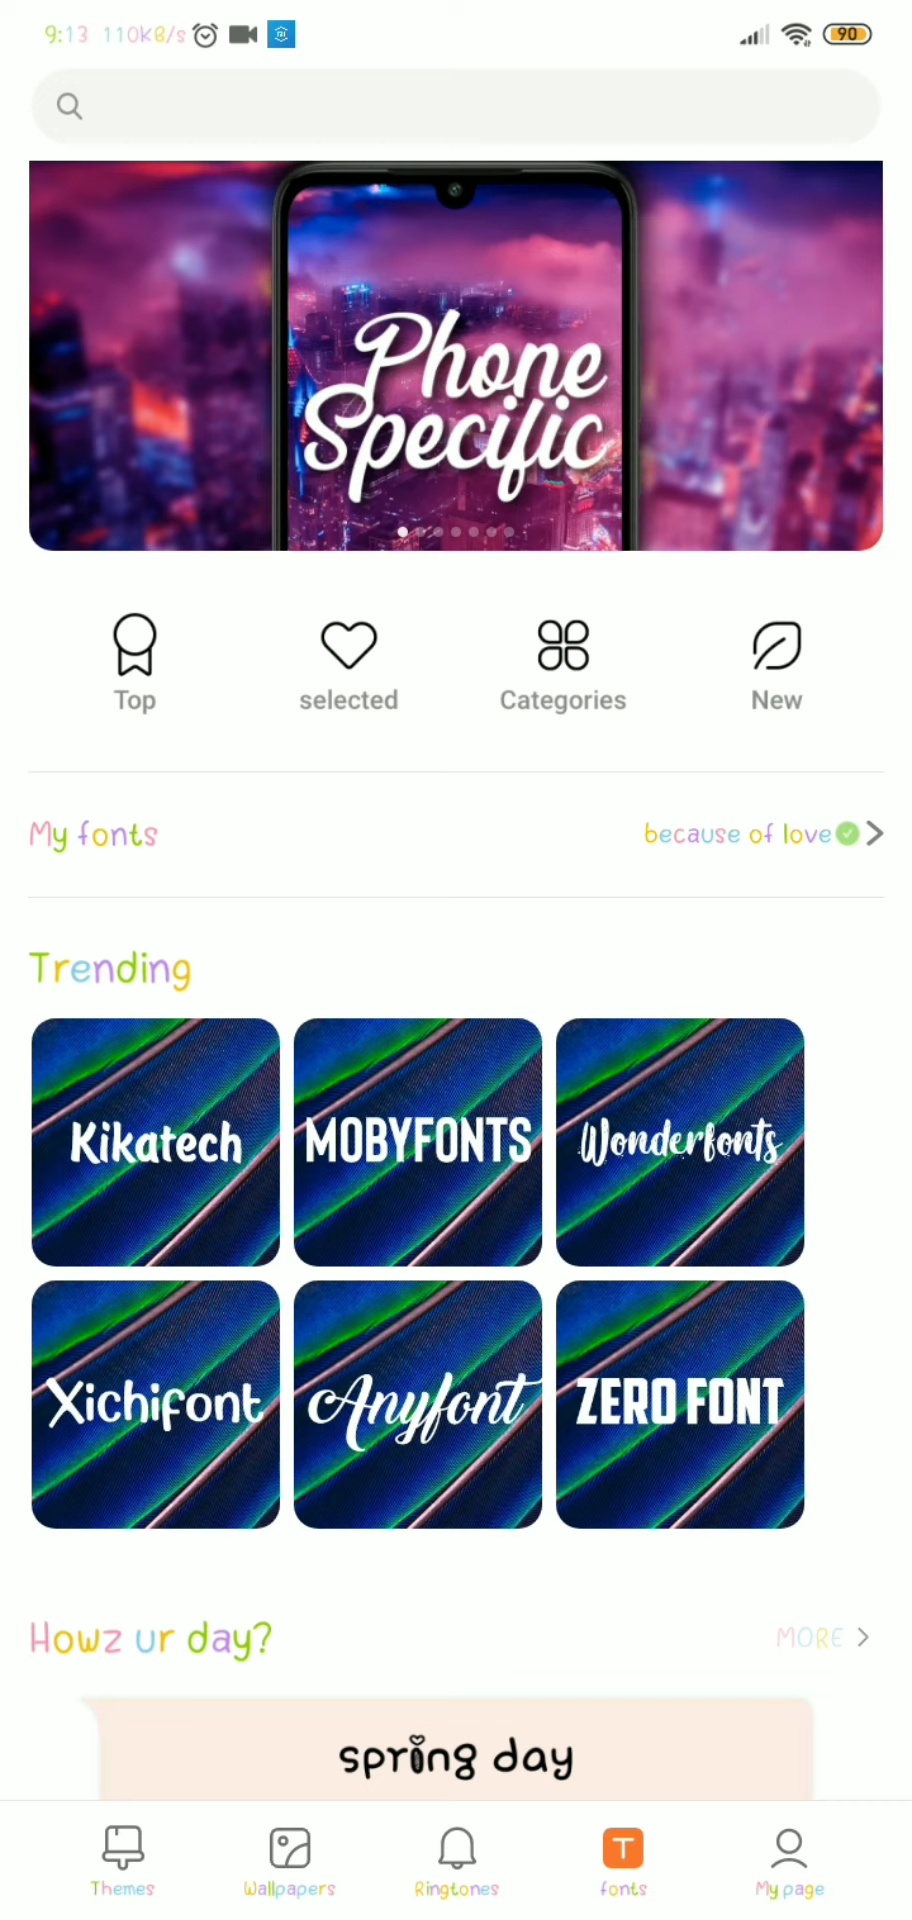 9:13 110KB/s 90
Phone
Specific
Top selected Categories New
My fonts because of love
Trending
Kikatech MOBYFONTS Wonderfonts
Xichifont Anyfont ZERO FONT
Howz ur day? MORE
spring day
Themes Wallpapers Ringtones fonts My page